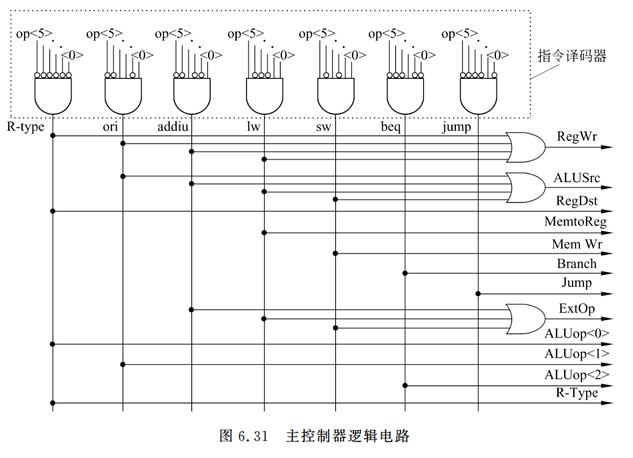 op<5> op<5> op<5> op<5> op<5> op<5> op<5>
<0> <0> <0> <0> <0> <0> <0>
指令译码器
R-type ori addiu lw sw beq jump
RegWr
ALUSrc
RegDst
MemtoReg
Mem Wr
Branch
Jump
ExtOp
ALUop<0>
ALUop<1>
ALUop<2>
R-Type
图 6.31 主控制器逻辑电路